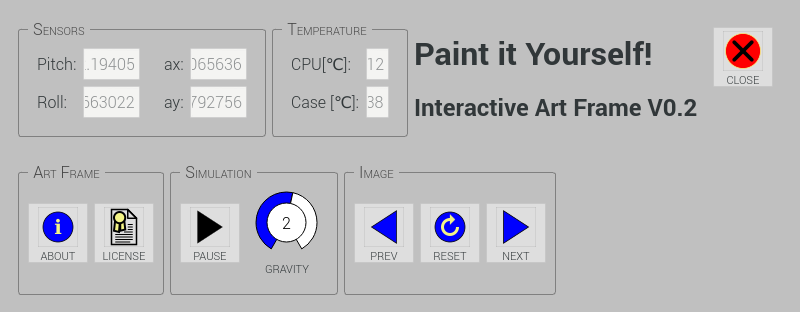 Sensors
Pitch: .19405 ax: 065636
Roll: 663022 ay: 792756
Temperature
CPU[°C]: 12
Case [°C]: 38
Paint it Yourself!
Interactive Art Frame V0.2
CLOSE
Art Frame
ABOUT LICENSE
Simulation
PAUSE
2
GRAVITY
Image
PREV RESET NEXT